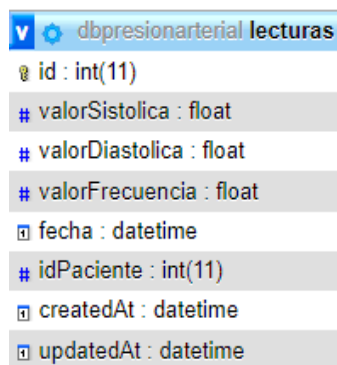 v dbpresionarterial lecturas
id : int(11)
# valorSistolica : float
# valorDiastolica : float
# valorFrecuencia : float
fecha : datetime
# idPaciente : int(11)
createdAt : datetime
updatedAt : datetime